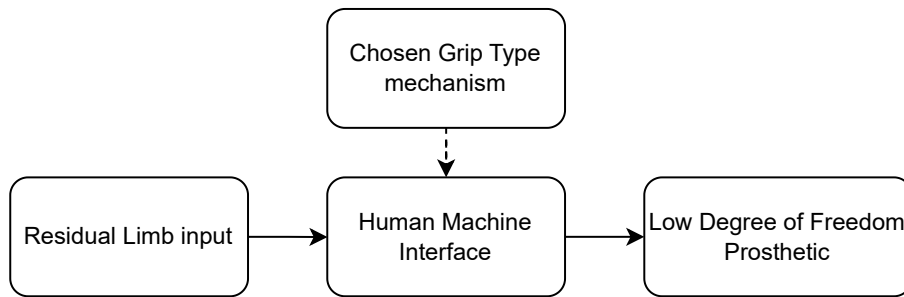 Chosen Grip Type
mechanism
Residual Limb input
Human Machine
Interface
Low Degree of Freedom
Prosthetic